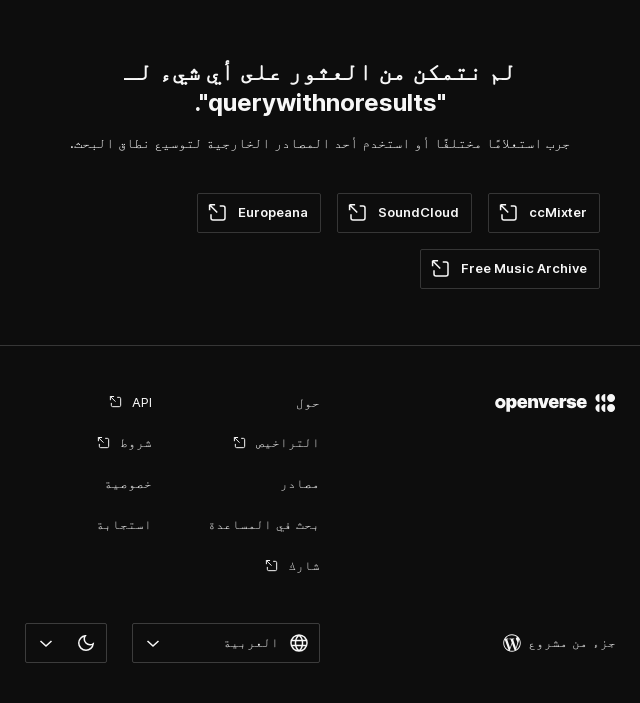 لم نتمكن من العثور على أي شيء لـ
"querywithnoresults".
جرب استعلامًا مختلفًا أو استخدم أحد المصادر الخارجية لتوسيع نطاق البحث.
ccMixter
SoundCloud
Europeana
Free Music Archive
openverse
حول
API
التراخيص
شروط
مصادر
خصوصية
بحث في المساعدة
استجابة
شارك
جزء من مشروع
العربية